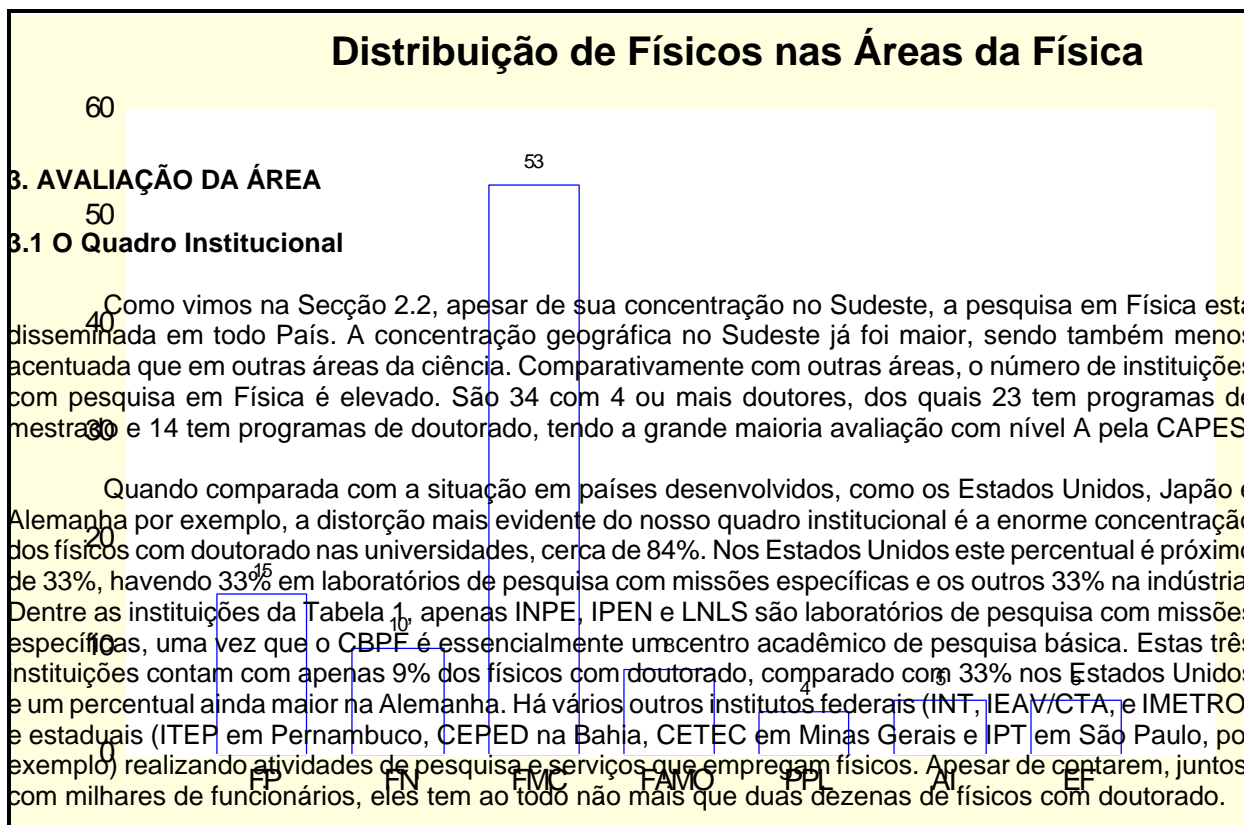 Distribuição de Físicos nas Áreas da Física
60
53
3. AVALIAÇÃO DA ÁREA
50
3.1 O Quadro Institucional
Como vimos na Secção 2.2, apesar de sua concentração no Sudeste, a pesquisa em Física está
40
disseminada em todo País. A concentração geográfica no Sudeste já foi maior, sendo também menos
acentuada que em outras áreas da ciência. Comparativamente com outras áreas, o número de instituições
com pesquisa em Física é elevado. São 34 com 4 ou mais doutores, dos quais 23 tem programas de
mestrado e 14 tem programas de doutorado, tendo a grande maioria avaliação com nível A pela CAPES
30
Quando comparada com a situação em países desenvolvidos, como os Estados Unidos, Japão e
Alemanha por exemplo, a distorção mais evidente do nosso quadro institucional é a enorme concentração
20
dos físicos com doutorado nas universidades, cerca de 84%. Nos Estados Unidos este percentual é próximo
de 33%, havendo 33% em laboratórios de pesquisa com missões específicas e os outros 33% na indústria
15
Dentre as instituições da Tabela 1, apenas INPE, IPEN e LNLS são laboratórios de pesquisa com missões
10
específicas, uma vez que o CBPF é essencialmente um centro acadêmico de pesquisa básica. Estas três
10
8
instituições contam com apenas 9% dos físicos com doutorado, comparado com 33% nos Estados Unidos
5
5
e um percentual ainda maior na Alemanha. Há vários outros institutos federais (INT, IEAV/CTA, e IMETRO)
4
e estaduais (ITEP em Pernambuco, CEPED na Bahia, CETEC em Minas Gerais e IPT em São Paulo, por
0
exemplo) realizando atividades de pesquisa e serviços que empregam físicos. Apesar de contarem, juntos
FP FN FMC FAMO PPL AI EF
com milhares de funcionários, eles tem ao todo não mais que duas dezenas de físicos com doutorado.